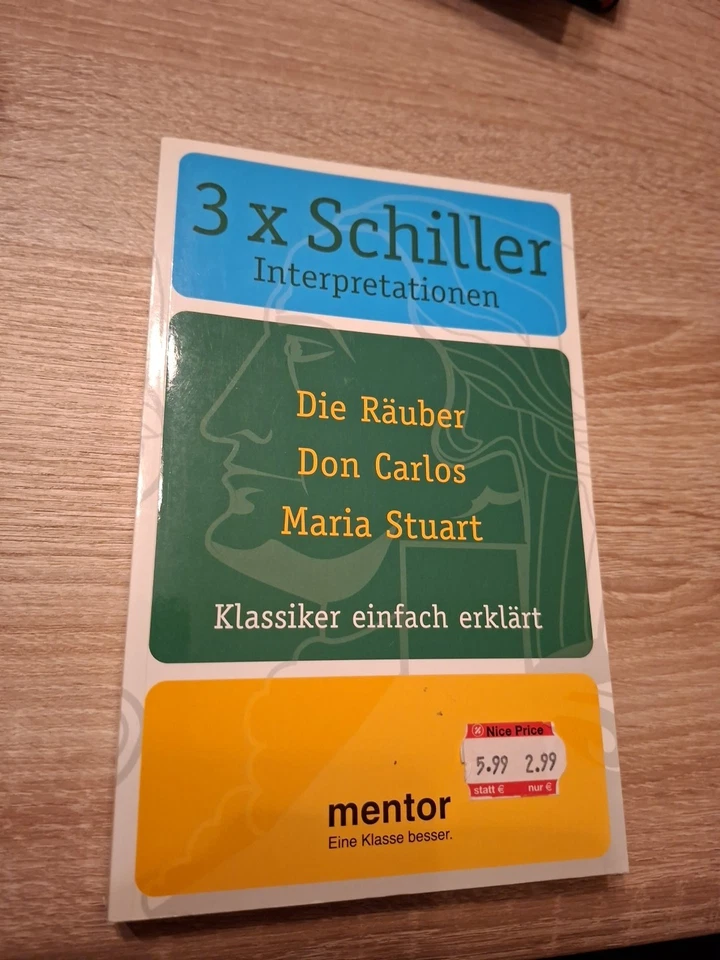 3 x Schiller
Interpretationen
Die Räuber
Don Carlos
Maria Stuart
Klassiker einfach erklärt
% Nice Price
5.99 2.99
statt € nur €
mentor
Eine Klasse besser.